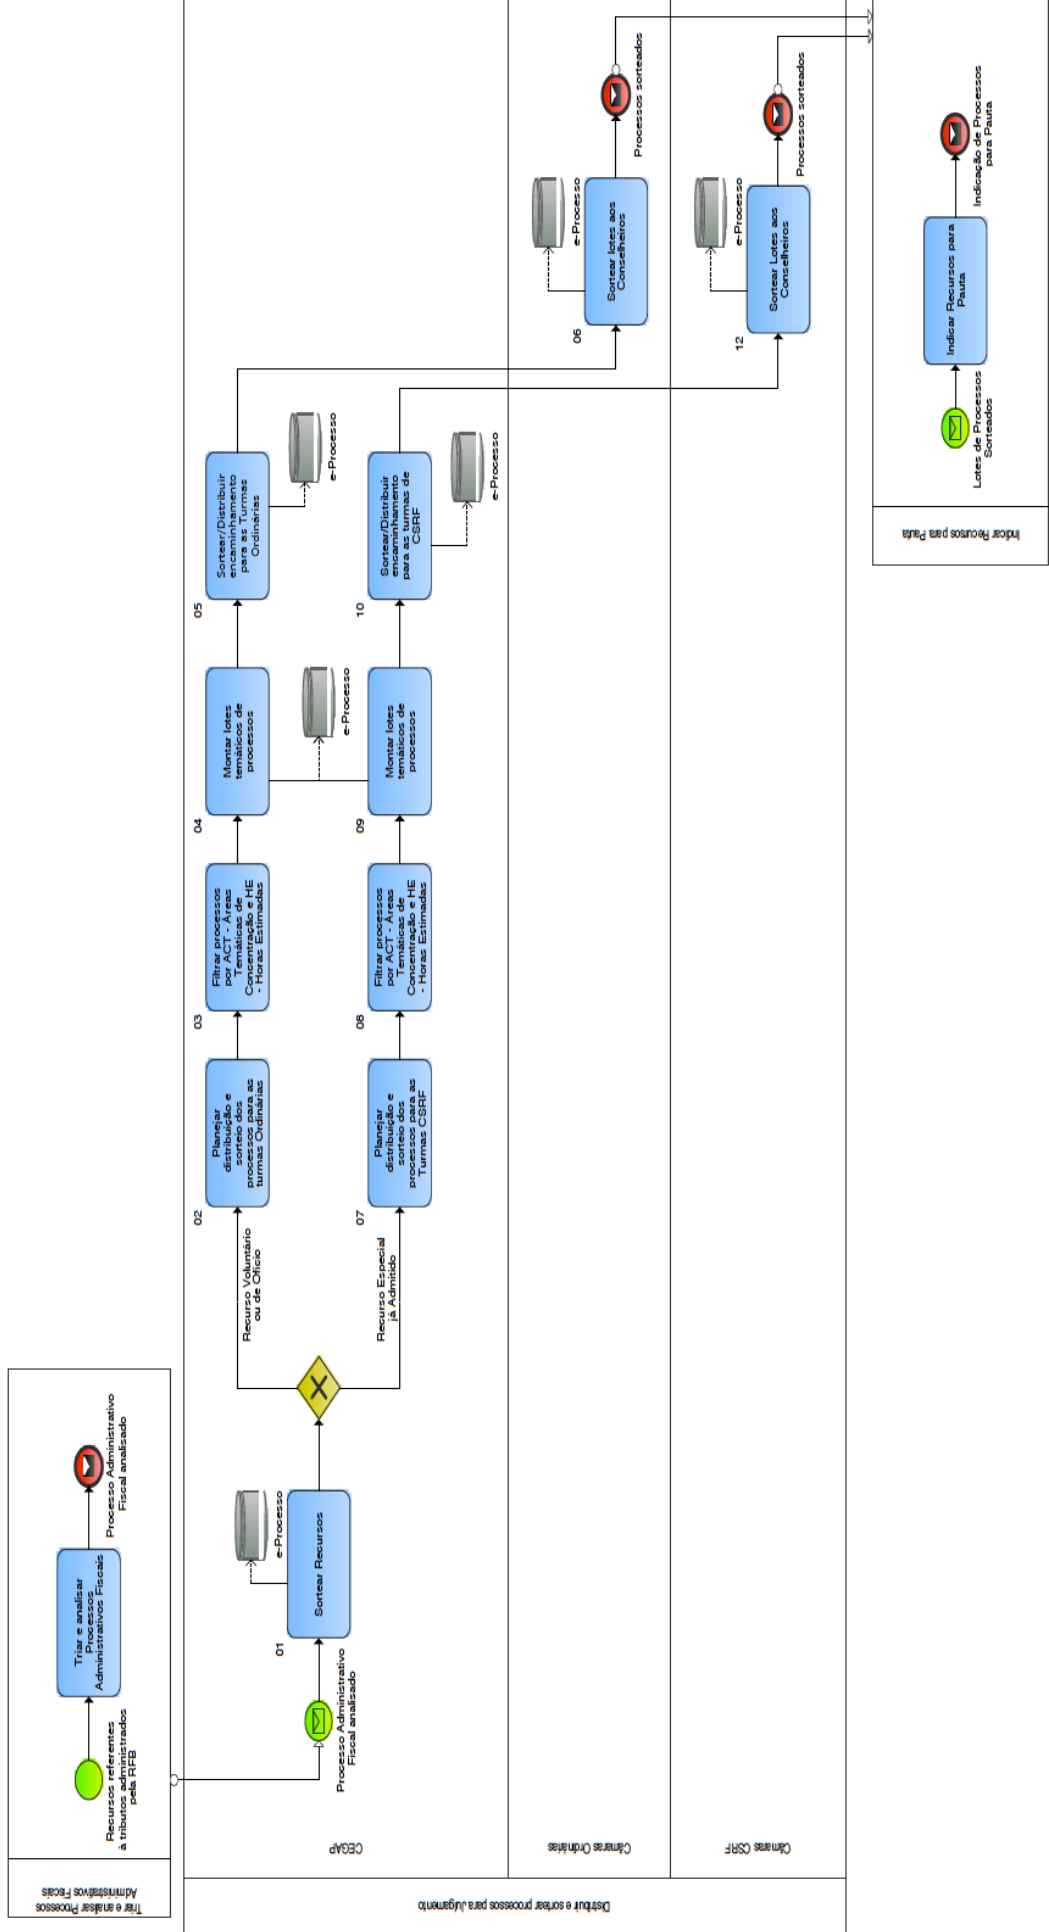 Triar e analisar Processos
Administrativos Fiscais
Recursos referentes
à tributos administrados
pela RFB
Triar e analisar
Processos
Administrativos Fiscais
Processo Administrativo
Fiscal analisado
Distribuir e sortear processos para Julgamento
CEGAP
Processo Administrativo
Fiscal analisado
01
Sortear Recursos
e-Processo
Recurso Voluntário
ou de Ofício
02
Planejar
distribuição e
sorteio dos
processos para as
turmas Ordinárias
03
Filtrar processos
por ACT - Áreas
Temáticas de
Concentração e HE
- Horas Estimadas
04
Montar lotes
temáticos de
processos
e-Processo
05
Sortear/Distribuir
encaminhamento
para as Turmas
Ordinárias
e-Processo
Recurso Especial
já Admitido
07
Planejar
distribuição e
sorteio dos
processos para as
Turmas CSRF
08
Filtrar processos
por ACT - Áreas
Temáticas de
Concentração e HE
- Horas Estimadas
09
Montar lotes
temáticos de
processos
10
Sortear/Distribuir
encaminhamento
para as turmas de
CSRF
e-Processo
Câmaras Ordinárias
06
Sortear lotes aos
Conselheiros
e-Processo
Processos sorteados
Câmaras CSRF
12
Sortear Lotes aos
Conselheiros
e-Processo
Processos sorteados
Indicar Recursos para Pauta
Lotes de Processos
Sorteados
Indicar Recursos para
Pauta
Indicação de Processos
para Pauta